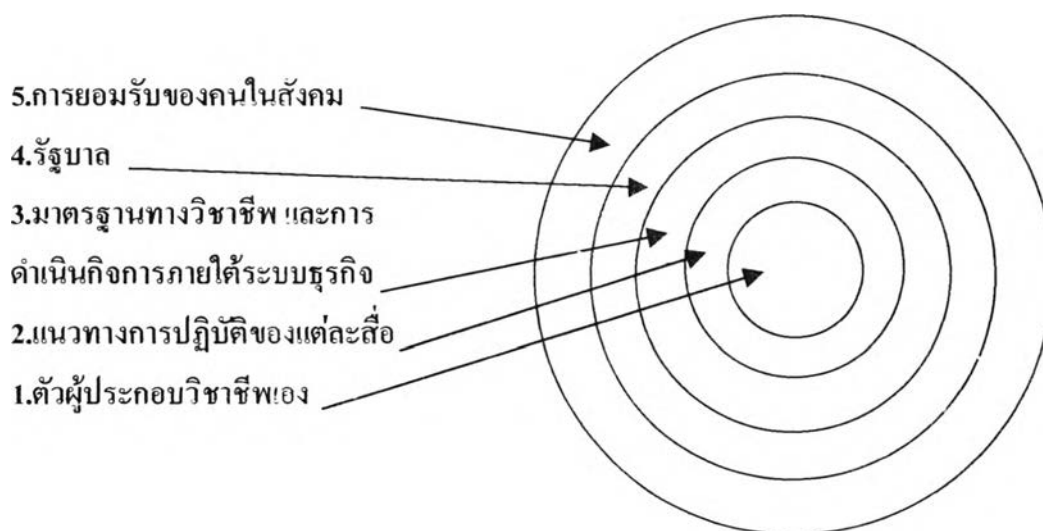 5.การยอมรับของคนในสังคม
4.รัฐบาล
3.มาตรฐานทางวิชาชีพ และการ
ดำเนินกิจการภายใต้ระบบธุรกิจ
2.แนวทางการปฏิบัติของแต่ละสื่อ
1.ตัวผู้ประกอบวิชาชีพเอง